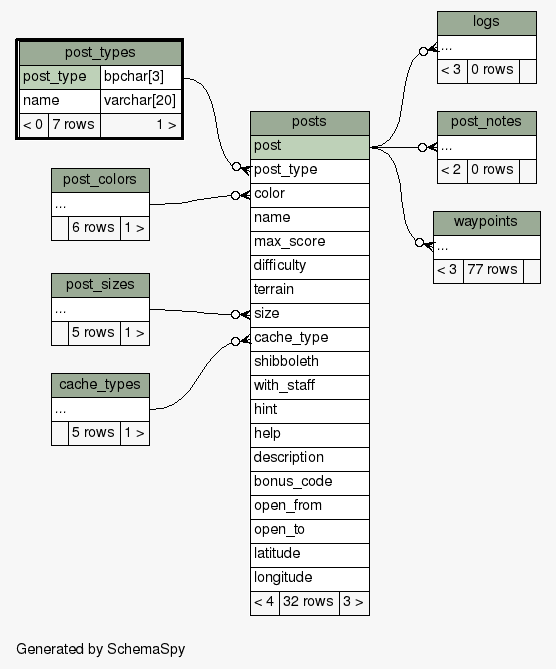 post_types
post_type bpchar[3]
name varchar[20]
< 0 7 rows 1 >
post_colors
...
6 rows 1 >
post_sizes
...
5 rows 1 >
cache_types
...
5 rows 1 >
posts
post
post_type
color
name
max_score
difficulty
terrain
size
cache_type
shibboleth
with_staff
hint
help
description
bonus_code
open_from
open_to
latitude
longitude
< 4 32 rows 3 >
logs
...
< 3 0 rows
post_notes
...
< 2 0 rows
waypoints
...
< 3 77 rows
Generated by SchemaSpy